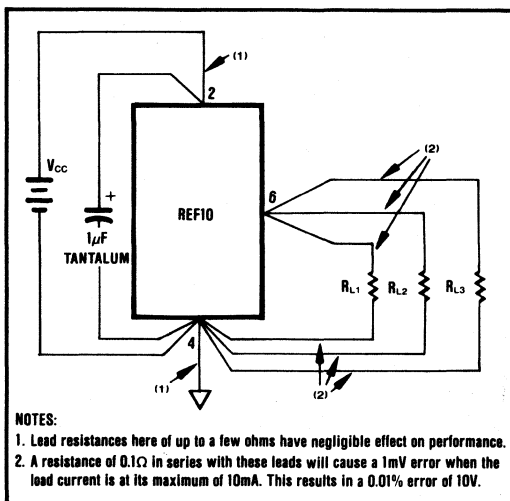 (1)
2
(2)
VCC
6
+
REF10
1µF
TANTALUM
RL1 RL2 RL3
4
(1)
(2)
NOTES:
1. Lead resistances here of up to a few ohms have negligible effect on performance.
2. A resistance of 0.1Ω in series with these leads will cause a 1mV error when the
load current is at its maximum of 10mA. This results in a 0.01% error of 10V.